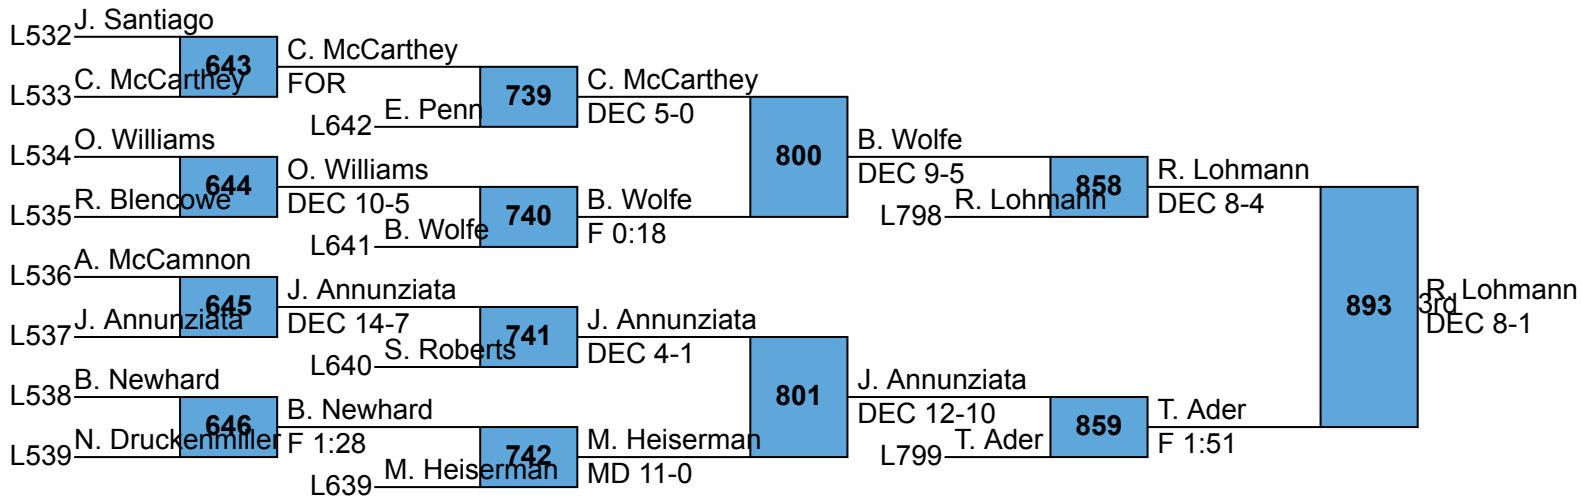 J. Santiago
L532
643
C. McCarthey
FOR
C. McCarthey
L533
E. Penn
L642
739
C. McCarthey
DEC 5-0
O. Williams
L534
644
O. Williams
DEC 10-5
R. Blencowe
L535
B. Wolfe
L641
740
B. Wolfe
F 0:18
800
B. Wolfe
DEC 9-5
R. Lohmann
L798
858
R. Lohmann
DEC 8-4
A. McCamnon
L536
645
J. Annunziata
DEC 14-7
J. Annunziata
L537
S. Roberts
L640
741
J. Annunziata
DEC 4-1
B. Newhard
L538
646
B. Newhard
F 1:28
N. Druckenmiller
L539
M. Heiserman
L639
742
M. Heiserman
MD 11-0
801
J. Annunziata
DEC 12-10
T. Ader
L799
859
T. Ader
F 1:51
893
3rd
R. Lohmann
DEC 8-1